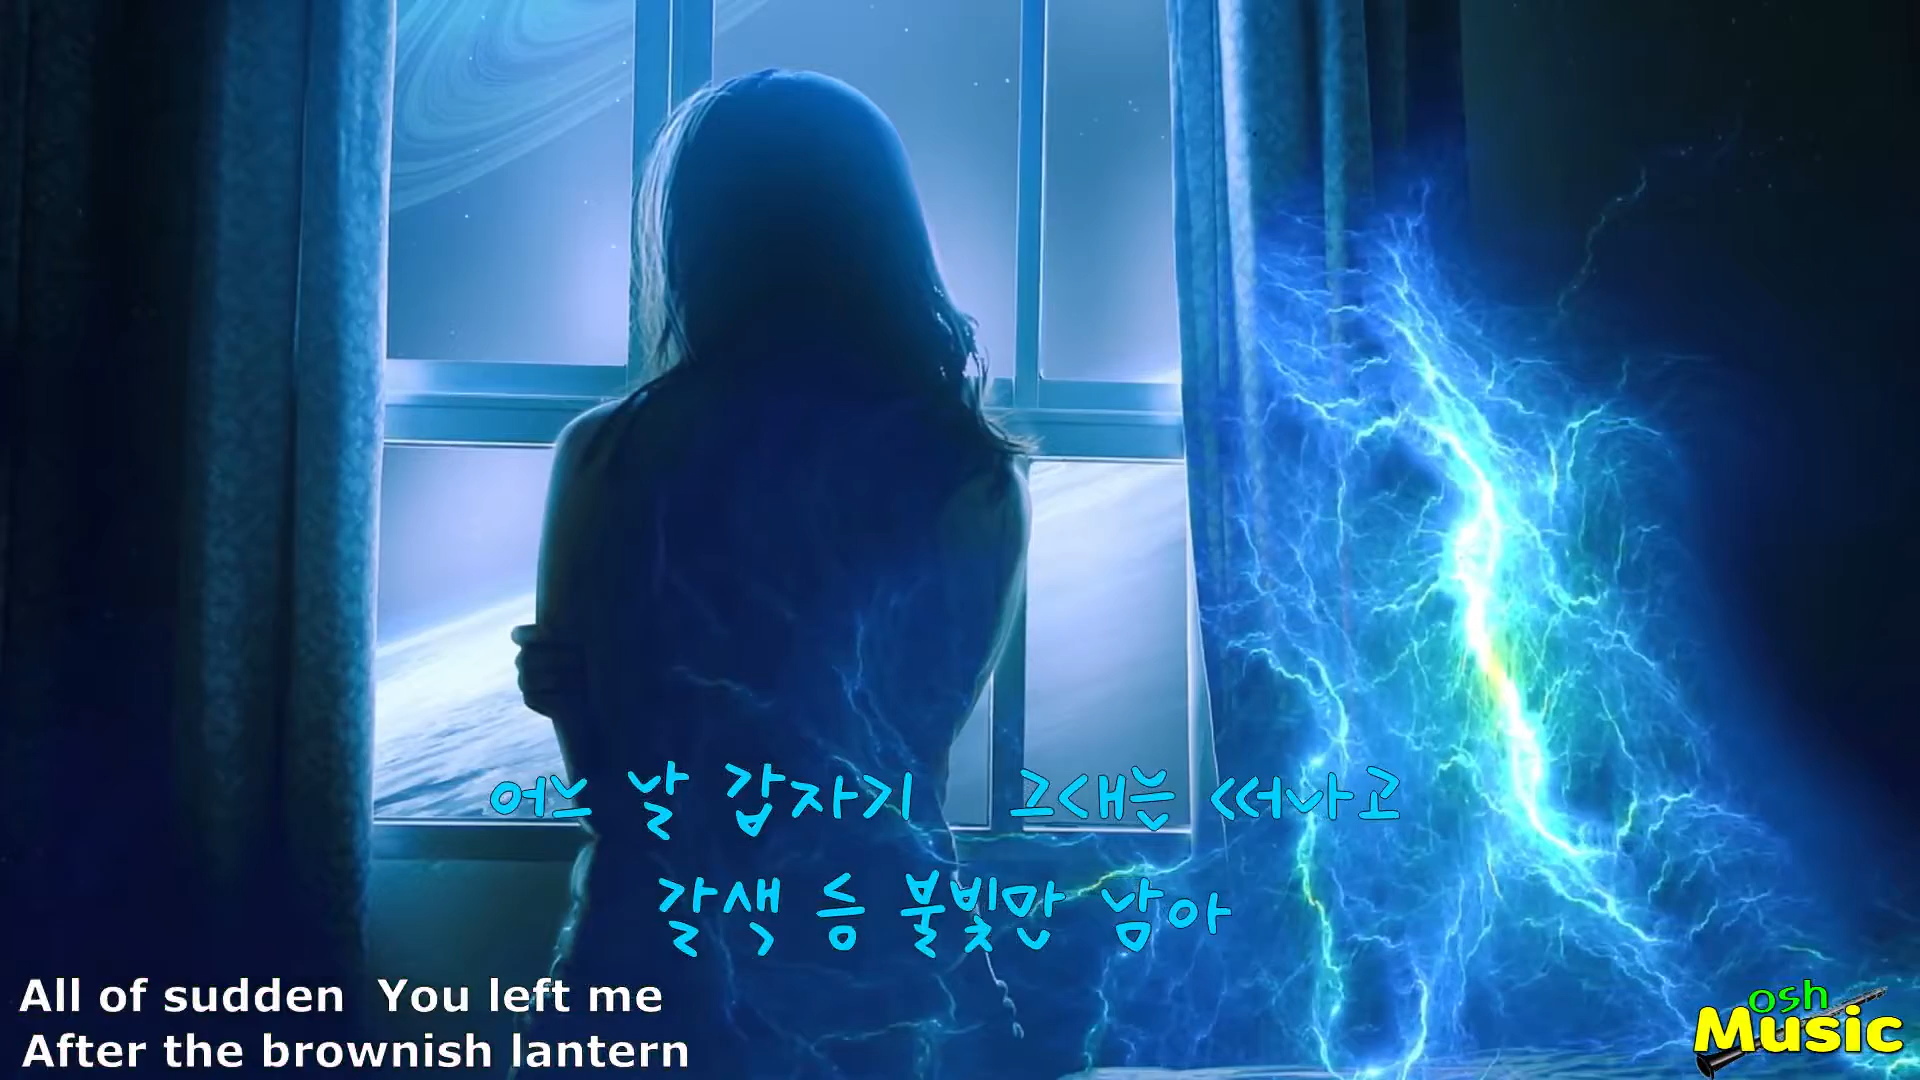 어느 날 갑자기 그대는 떠나고
갈색 등 불빛만 남아
All of sudden You left me
After the brownish lantern
osh
Music